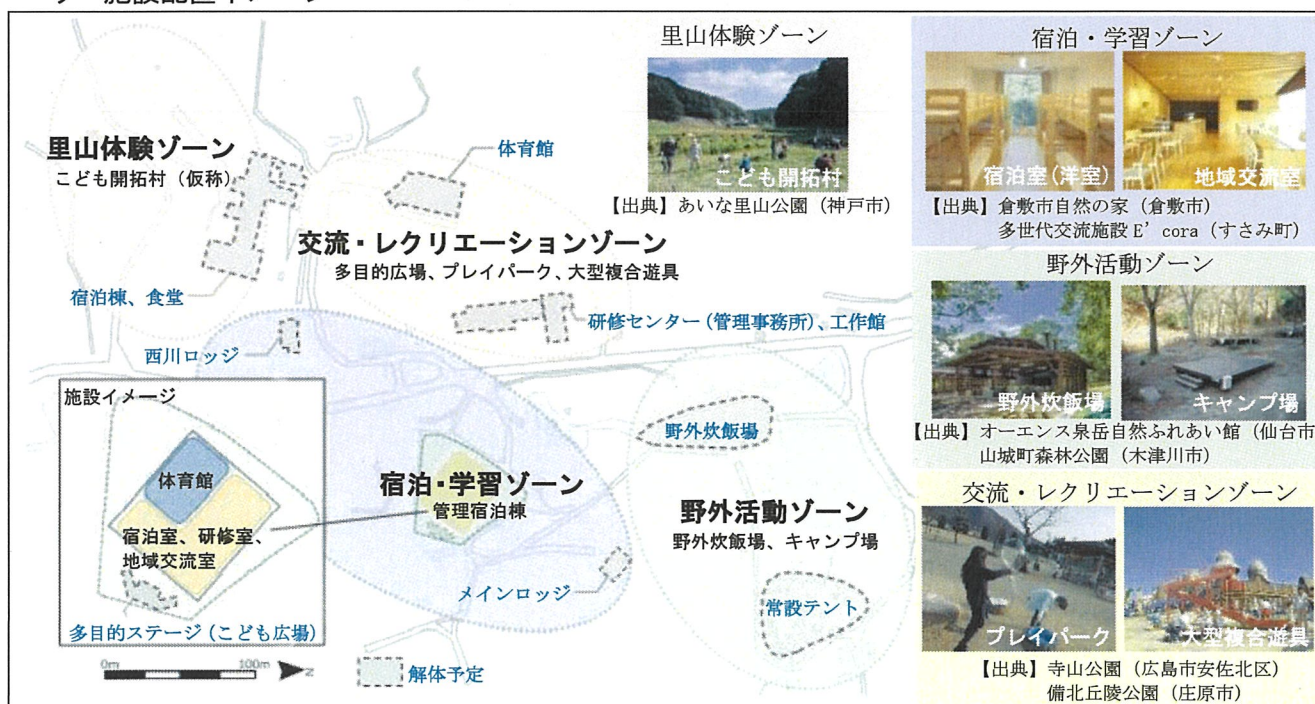 里山体験ゾーン
こども開拓村（仮称）
宿泊棟、食堂
体育館
交流・レクリエーションゾーン
多目的広場、プレイパーク、大型複合遊具
研修センター（管理事務所）、工作館
西川ロッジ
施設イメージ
体育館
宿泊室、研修室、
地域交流室
多目的ステージ（こども広場）
宿泊・学習ゾーン
管理宿泊棟
メインロッジ
野外炊飯場
野外活動ゾーン
野外炊飯場、キャンプ場
常設テント
0m 100m N
解体予定
里山体験ゾーン
こども開拓村
【出典】あいな里山公園（神戸市）
宿泊・学習ゾーン
宿泊室（洋室） 地域交流室
【出典】倉敷市自然の家（倉敷市）
多世代交流施設E’cora（すさみ町）
野外活動ゾーン
野外炊飯場 キャンプ場
【出典】オーエンス泉岳自然ふれあい館（仙台市
山城町森林公園（木津川市）
交流・レクリエーションゾーン
プレイパーク 大型複合遊具
【出典】寺山公園（広島市安佐北区）
備北丘陵公園（庄原市）